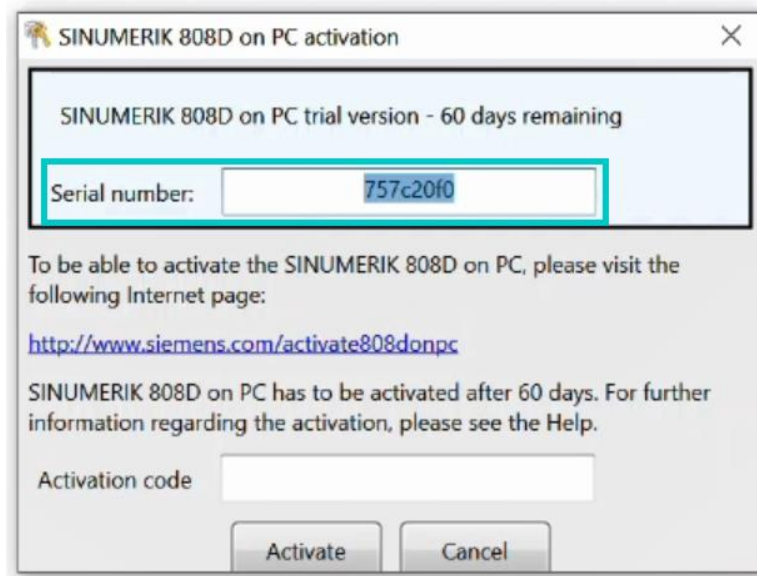 SINUMERIK 808D on PC activation
SINUMERIK 808D on PC trial version - 60 days remaining
Serial number: 757c20f0
To be able to activate the SINUMERIK 808D on PC, please visit the
following Internet page:
http://www.siemens.com/activate808donpc
SINUMERIK 808D on PC has to be activated after 60 days. For further
information regarding the activation, please see the Help.
Activation code
Activate Cancel